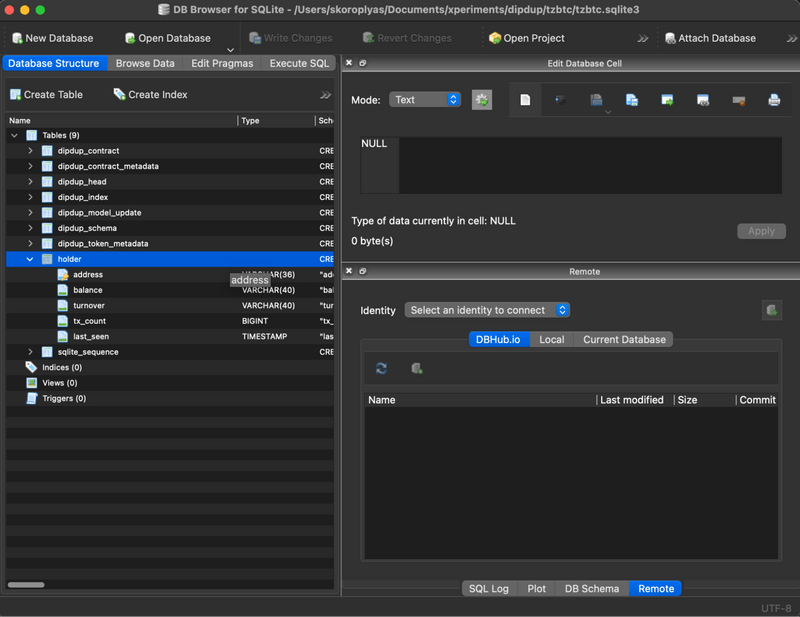 DB Browser for SQLite - /Users/skoroplyas/Documents/xperiments/dipdup/tzbtc/tzbtc.sqlite3
New Database
Open Database
Write Changes
Revert Changes
Open Project
Attach Database
Database Structure
Browse Data
Edit Pragmas
Execute SQL
Create Table
Create Index
Name Type Sche
Tables (9)
dipdup_contract CRE
dipdup_contract_metadata CRE
dipdup_head CRE
dipdup_index CRE
dipdup_model_update CRE
dipdup_schema CRE
dipdup_token_metadata CRE
holder CRE
address VARCHAR(36) "add
address
balance VARCHAR(40) "bal
turnover VARCHAR(40) "tur
tx_count BIGINT "tx_
last_seen TIMESTAMP "las
sqlite_sequence CRE
Indices (0)
Views (0)
Triggers (0)
Edit Database Cell
Mode: Text
NULL
Type of data currently in cell: NULL
0 byte(s)
Apply
Remote
Identity Select an identity to connect
DBHub.io Local Current Database
Name Last modified Size Commit
SQL Log Plot DB Schema Remote
UTF-8